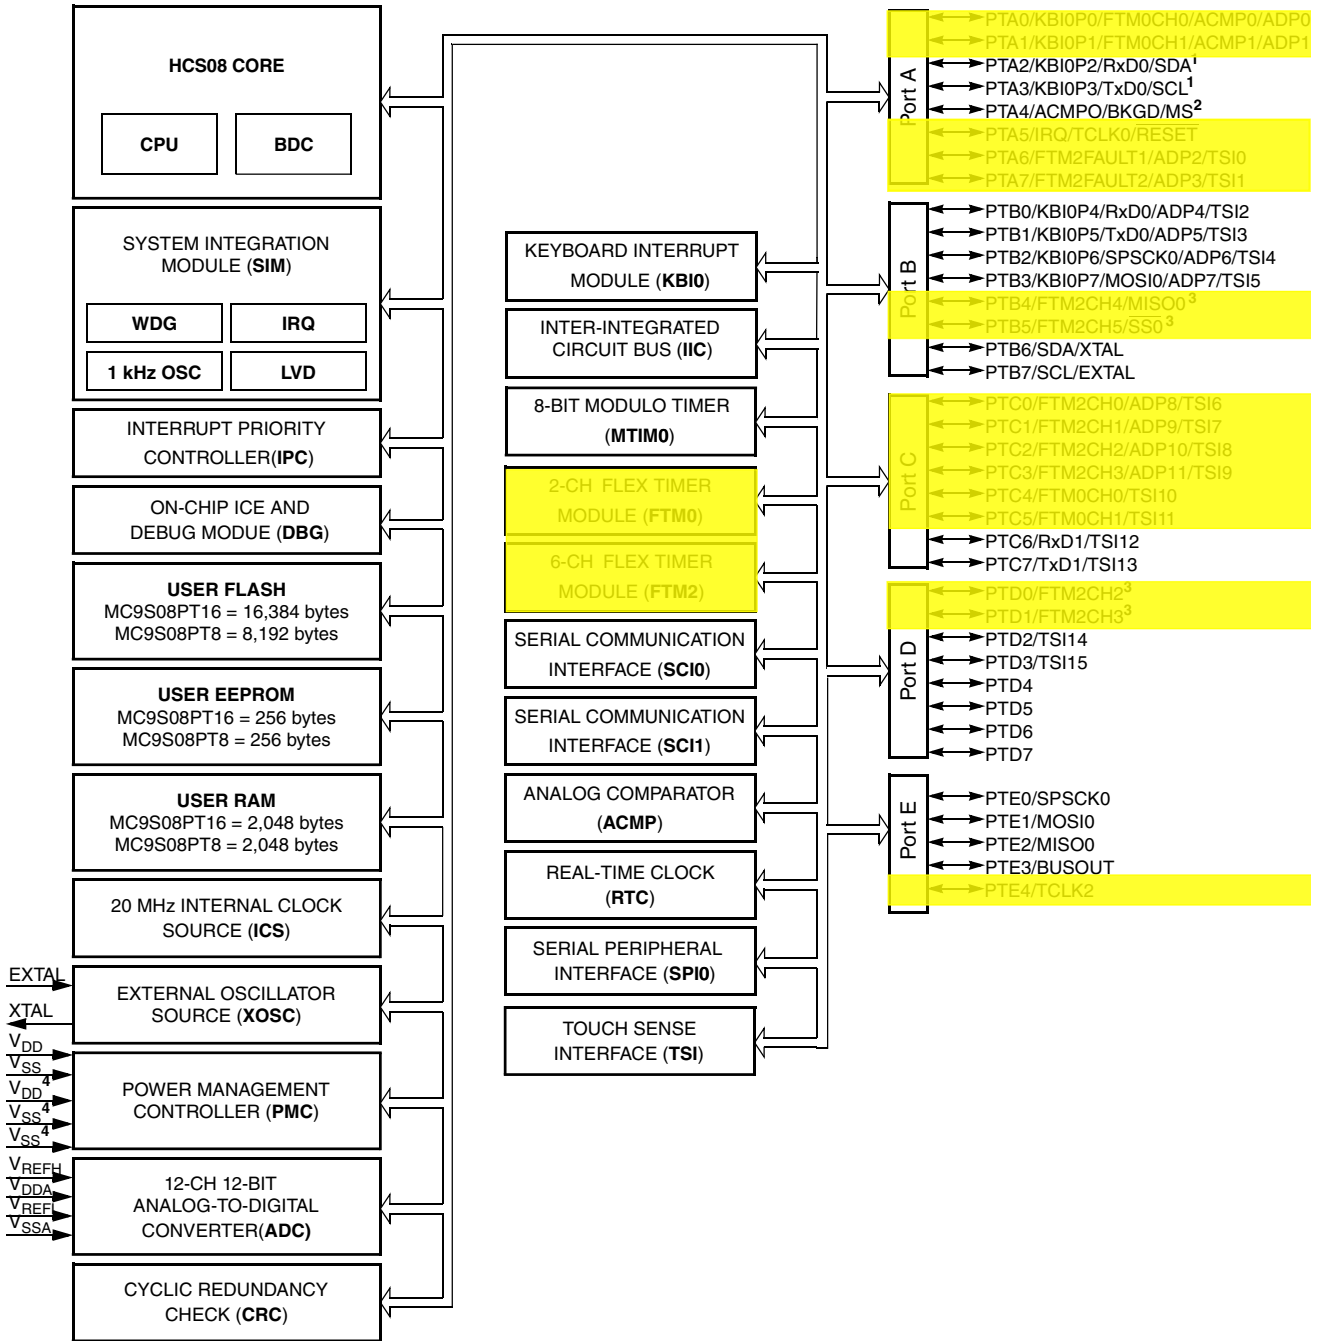 HCS08 CORE
CPU
BDC
SYSTEM INTEGRATION
MODULE (SIM)
WDG
IRQ
1 kHz OSC
LVD
INTERRUPT PRIORITY
CONTROLLER(IPC)
ON-CHIP ICE AND
DEBUG MODUE (DBG)
USER FLASH
MC9S08PT16 = 16,384 bytes
MC9S08PT8 = 8,192 bytes
USER EEPROM
MC9S08PT16 = 256 bytes
MC9S08PT8 = 256 bytes
USER RAM
MC9S08PT16 = 2,048 bytes
MC9S08PT8 = 2,048 bytes
20 MHz INTERNAL CLOCK
SOURCE (ICS)
EXTAL
XTAL
EXTERNAL OSCILLATOR
SOURCE (XOSC)
VDD
VSS
VDD4
VSS4
VSS4
POWER MANAGEMENT
CONTROLLER (PMC)
VREFH
VDDA
VREFL
VSSA
12-CH 12-BIT
ANALOG-TO-DIGITAL
CONVERTER(ADC)
CYCLIC REDUNDANCY
CHECK (CRC)
KEYBOARD INTERRUPT
MODULE (KBI0)
INTER-INTEGRATED
CIRCUIT BUS (IIC)
8-BIT MODULO TIMER
(MTIM0)
2-CH FLEX TIMER
MODULE (FTM0)
6-CH FLEX TIMER
MODULE (FTM2)
SERIAL COMMUNICATION
INTERFACE (SCI0)
SERIAL COMMUNICATION
INTERFACE (SCI1)
ANALOG COMPARATOR
(ACMP)
REAL-TIME CLOCK
(RTC)
SERIAL PERIPHERAL
INTERFACE (SPI0)
TOUCH SENSE
INTERFACE (TSI)
Port A
PTA0/KBI0P0/FTM0CH0/ACMP0/ADP0
PTA1/KBI0P1/FTM0CH1/ACMP1/ADP1
PTA2/KBI0P2/RxD0/SDA1
PTA3/KBI0P3/TxD0/SCL1
PTA4/ACMPO/BKGD/MS2
PTA5/IRQ/TCLK0/RESET
PTA6/FTM2FAULT1/ADP2/TSI0
PTA7/FTM2FAULT2/ADP3/TSI1
Port B
PTB0/KBI0P4/RxD0/ADP4/TSI2
PTB1/KBI0P5/TxD0/ADP5/TSI3
PTB2/KBI0P6/SPSCK0/ADP6/TSI4
PTB3/KBI0P7/MOSI0/ADP7/TSI5
PTB4/FTM2CH4/MISO0 3
PTB5/FTM2CH5/SS0 3
PTB6/SDA/XTAL
PTB7/SCL/EXTAL
Port C
PTC0/FTM2CH0/ADP8/TSI6
PTC1/FTM2CH1/ADP9/TSI7
PTC2/FTM2CH2/ADP10/TSI8
PTC3/FTM2CH3/ADP11/TSI9
PTC4/FTM0CH0/TSI10
PTC5/FTM0CH1/TSI11
PTC6/RxD1/TSI12
PTC7/TxD1/TSI13
Port D
PTD0/FTM2CH23
PTD1/FTM2CH33
PTD2/TSI14
PTD3/TSI15
PTD4
PTD5
PTD6
PTD7
Port E
PTE0/SPSCK0
PTE1/MOSI0
PTE2/MISO0
PTE3/BUSOUT
PTE4/TCLK2